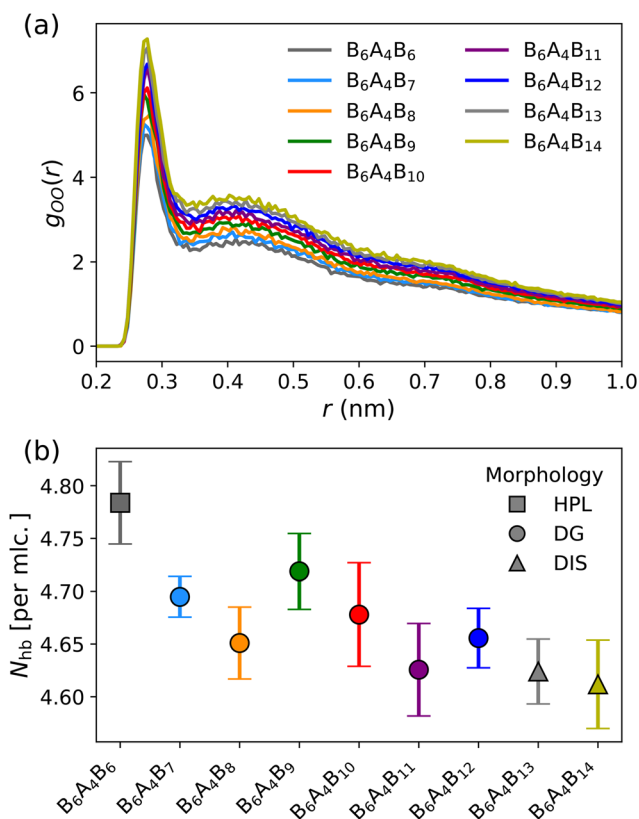 (a)
g_OO(r)
6
4
2
0
B₆A₄B₆
B₆A₄B₇
B₆A₄B₈
B₆A₄B₉
B₆A₄B₁₀
B₆A₄B₁₁
B₆A₄B₁₂
B₆A₄B₁₃
B₆A₄B₁₄
0.2 0.3 0.4 0.5 0.6 0.7 0.8 0.9 1.0
r (nm)
(b)
N_hb [per mlc.]
4.80
4.75
4.70
4.65
4.60
Morphology
HPL
DG
DIS
B₆A₄B₆ B₆A₄B₇ B₆A₄B₈ B₆A₄B₉ B₆A₄B₁₀ B₆A₄B₁₁ B₆A₄B₁₂ B₆A₄B₁₃ B₆A₄B₁₄